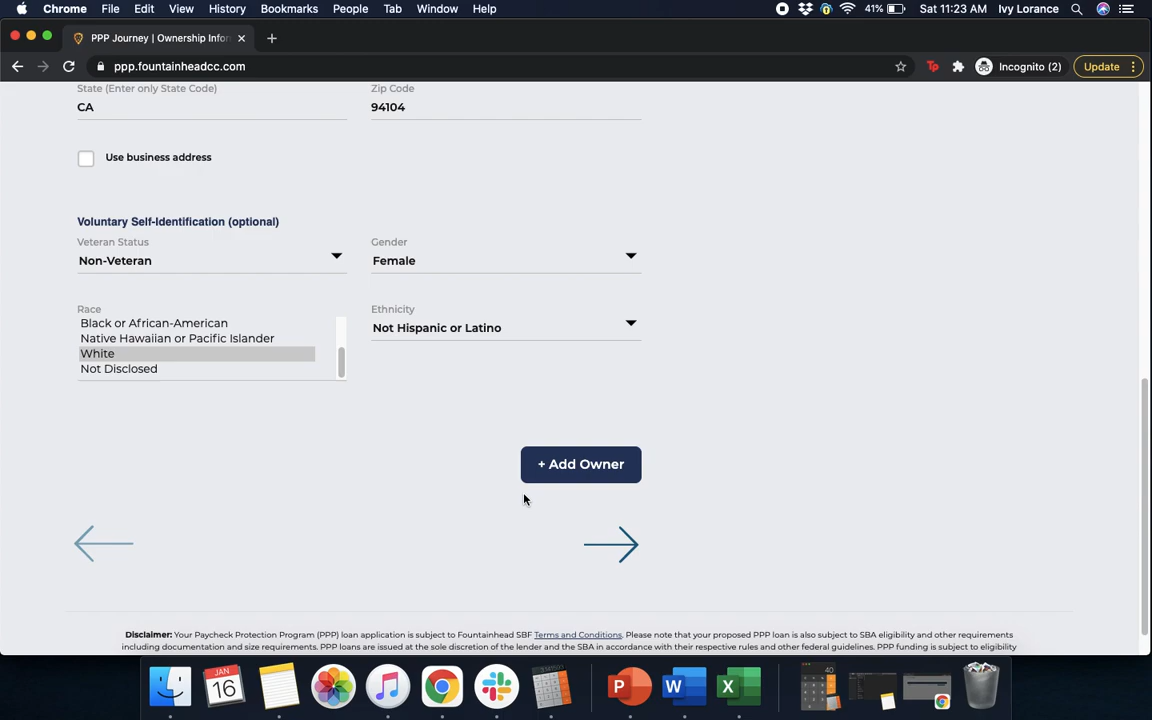 Chrome File Edit View History Bookmarks People Tab Window Help 41% Sat 11:23 AM Ivy Lorance
PPP Journey | Ownership Infor
ppp.fountainheadcc.com Incognito (2) Update
State (Enter only State Code) Zip Code
CA 94104
Use business address
Voluntary Self-Identification (optional)
Veteran Status Gender
Non-Veteran Female
Race Ethnicity
Black or African-American
Not Hispanic or Latino
Native Hawaiian or Pacific Islander
White
Not Disclosed
+ Add Owner
Disclaimer: Your Paycheck Protection Program (PPP) loan application is subject to Fountainhead SBF Terms and Conditions. Please note that your proposed PPP loan is also subject to SBA eligibility and other requirements
including documentation and size requirements. PPP loans are issued at the sole discretion of the lender and the SBA in accordance with their respective rules and other federal guidelines. PPP funding is subject to eligibility
JAN
16
P W X
40